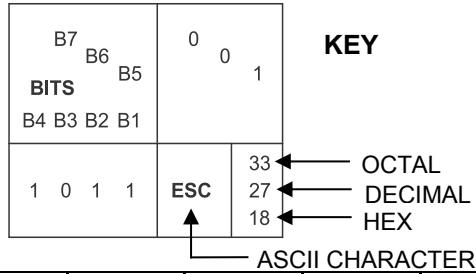 B7
B6
B5
BITS
B4 B3 B2 B1
0
0
1
KEY
1 0 1 1
ESC
33
27
18
OCTAL
DECIMAL
HEX
ASCII CHARACTER